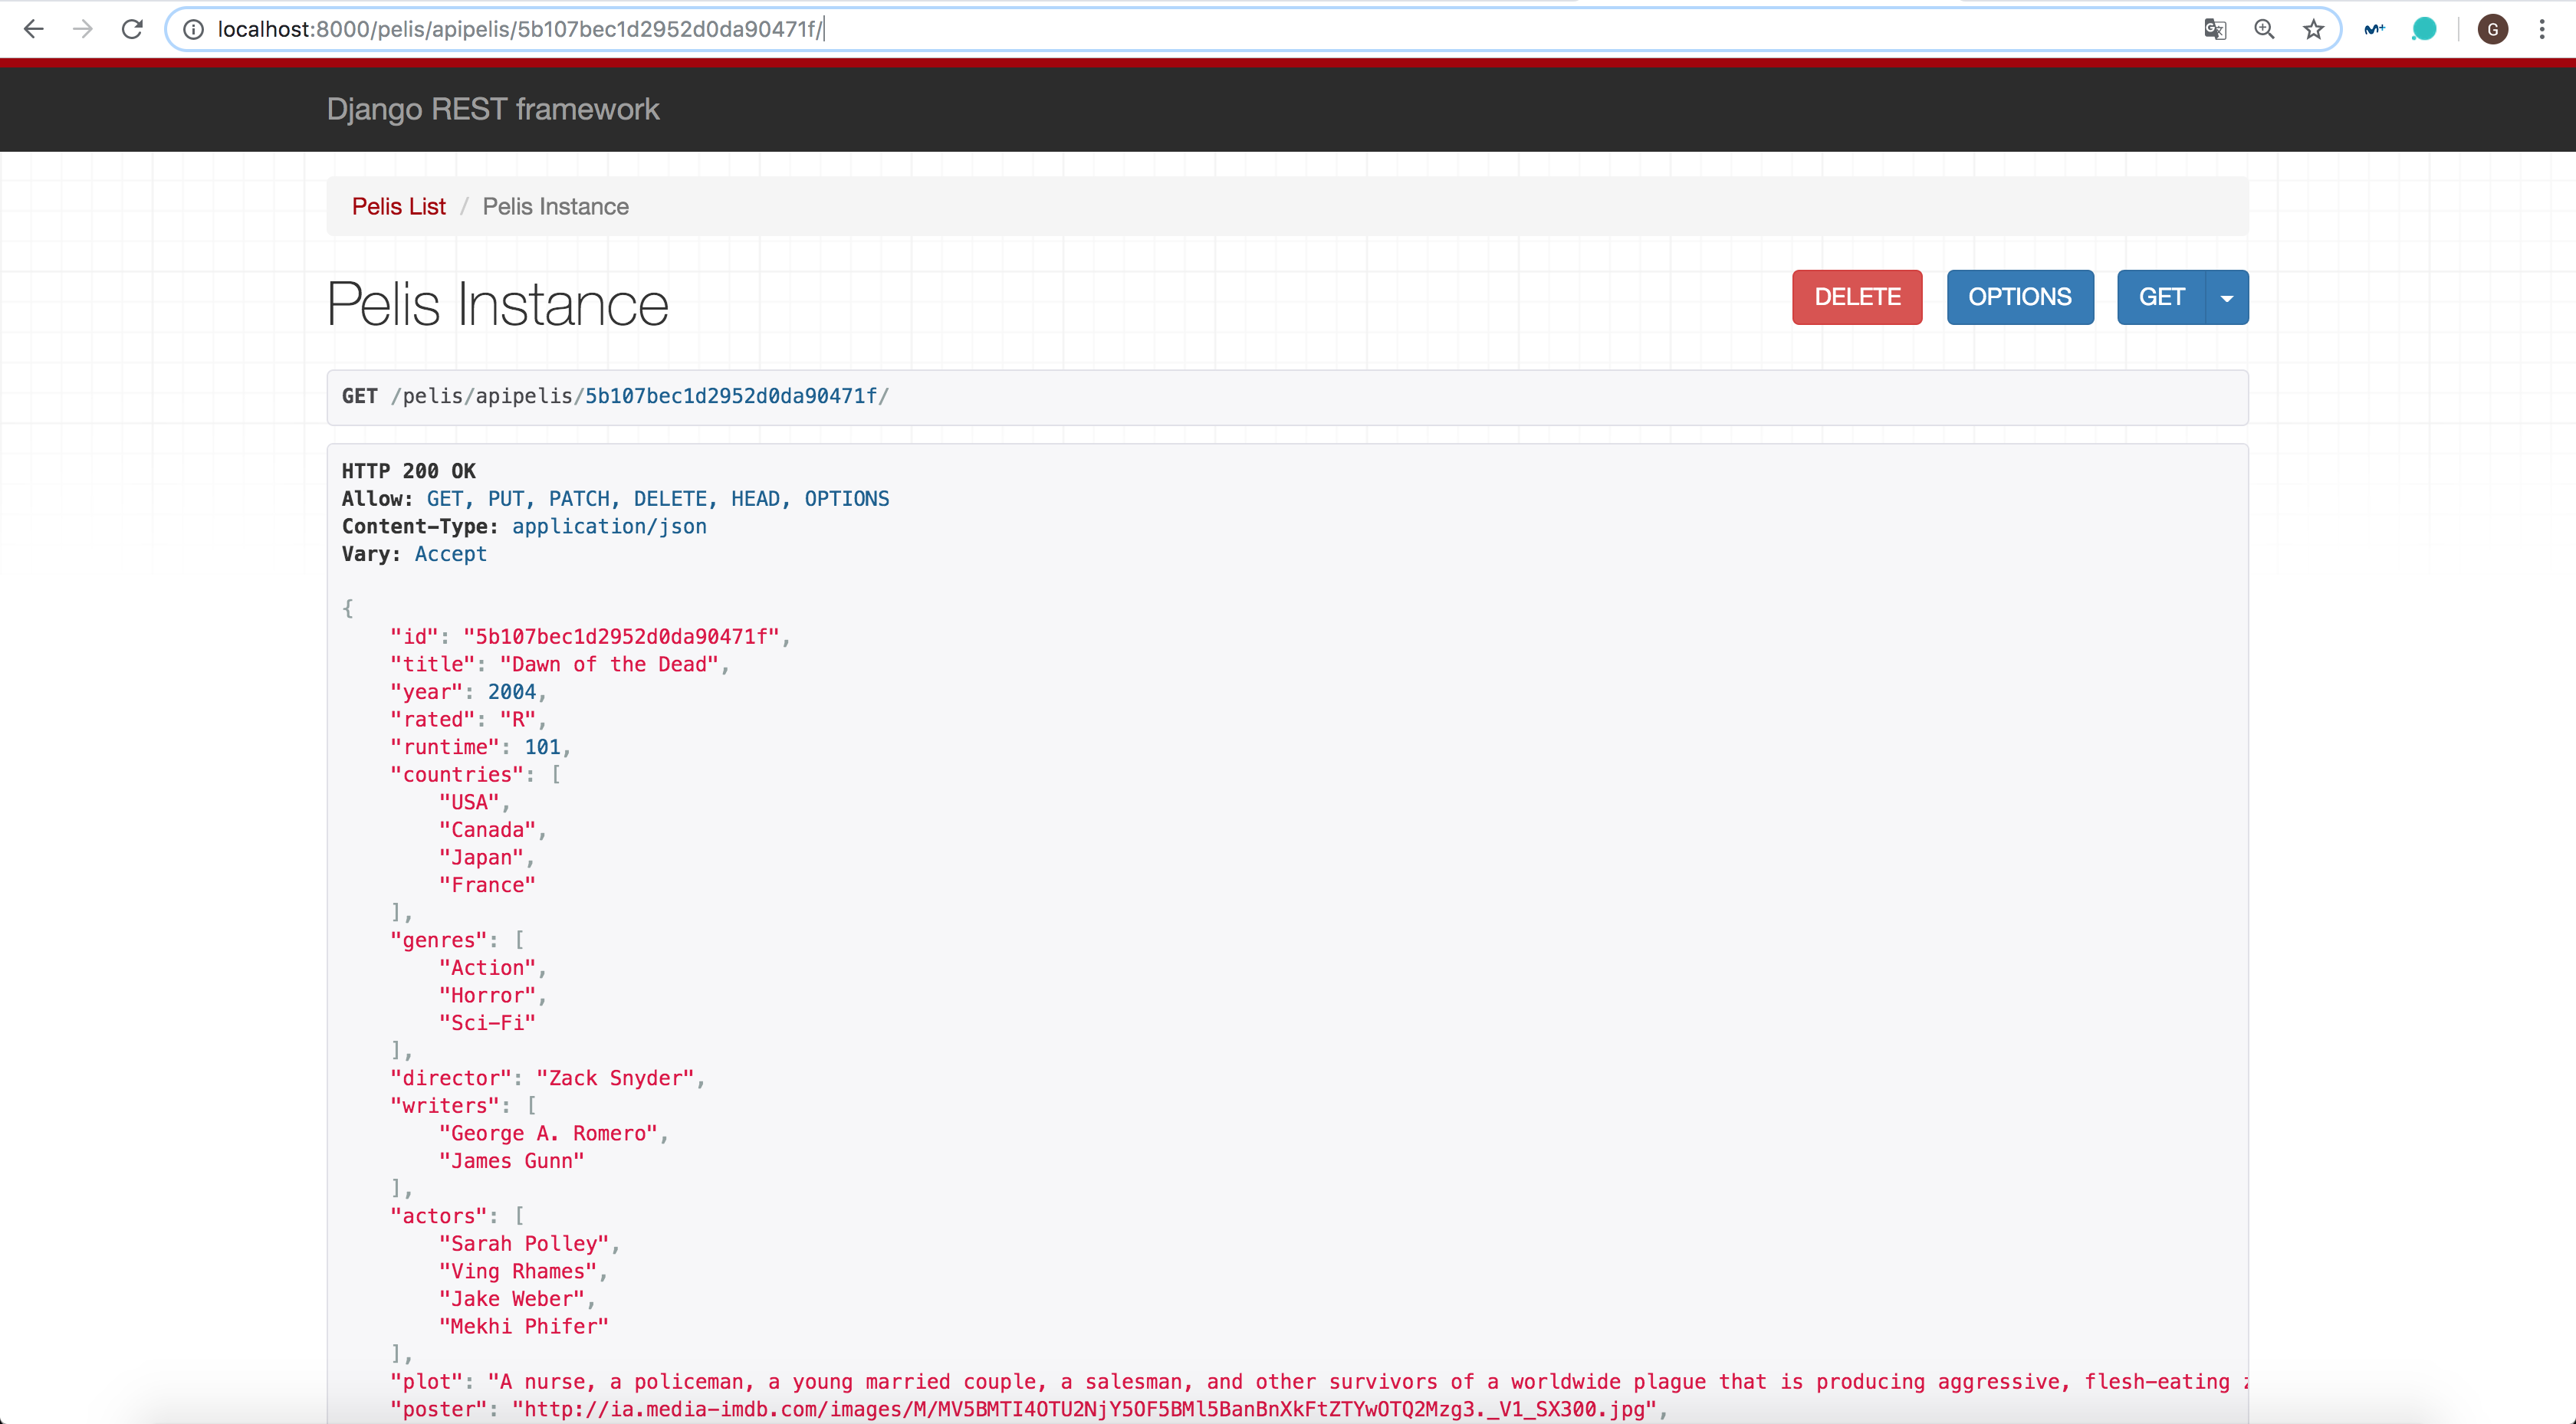 localhost:8000/pelis/apipelis/5b107bec1d2952d0da90471f/
G
Django REST framework
Pelis List / Pelis Instance
Pelis Instance
DELETE OPTIONS GET
GET /pelis/apipelis/5b107bec1d2952d0da90471f/
HTTP 200 OK
Allow: GET, PUT, PATCH, DELETE, HEAD, OPTIONS
Content-Type: application/json
Vary: Accept
{
    "id": "5b107bec1d2952d0da90471f",
    "title": "Dawn of the Dead",
    "year": 2004,
    "rated": "R",
    "runtime": 101,
    "countries": [
        "USA",
        "Canada",
        "Japan",
        "France"
    ],
    "genres": [
        "Action",
        "Horror",
        "Sci-Fi"
    ],
    "director": "Zack Snyder",
    "writers": [
        "George A. Romero",
        "James Gunn"
    ],
    "actors": [
        "Sarah Polley",
        "Ving Rhames",
        "Jake Weber",
        "Mekhi Phifer"
    ],
    "plot": "A nurse, a policeman, a young married couple, a salesman, and other survivors of a worldwide plague that is producing aggressive, flesh-eating
    "poster": "http://ia.media-imdb.com/images/M/MV5BMTI4OTU2NjY5OF5BMl5BanBnXkFtZTYwOTQ2Mzg3._V1_SX300.jpg",